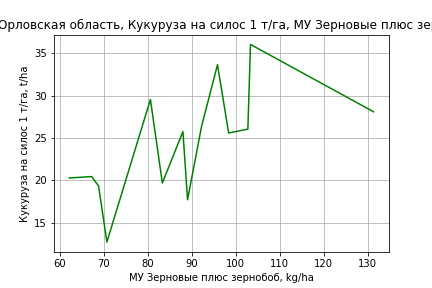 Орловская область, Кукуруза на силос 1 т/га, МУ Зерновые плюс
35
30
25
20
15
Кукуруза на силос 1 т/га, t/ha
60 70 80 90 100 110 120 130
МУ Зерновые плюс зернобоб, kg/ha